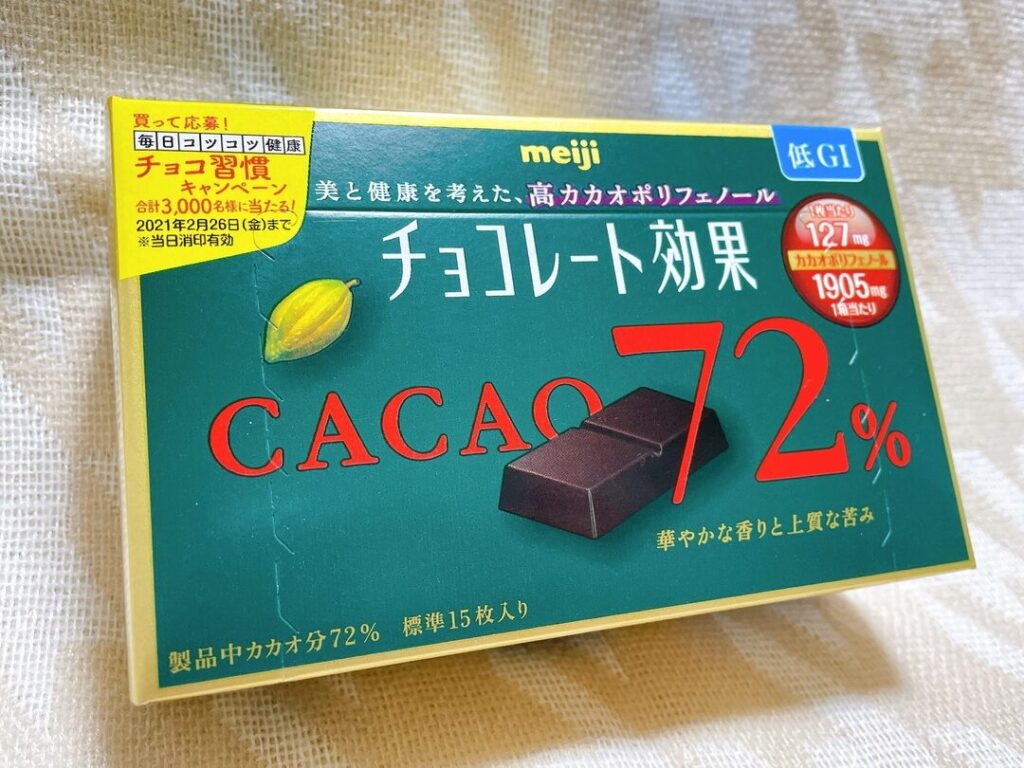 買って応募!
毎日コツコツ健康
チョコ習慣
キャンペーン
合計3,000名様に当たる!
2021年2月26日(金)まで
※当日消印有効
meiji
低GI
美と健康を考えた、高カカオポリフェノール
チョコレート効果
1枚当たり
127mg
カカオポリフェノール
1905mg
1箱当たり
CACAO 72%
華やかな香りと上質な苦み
製品中カカオ分72% 標準15枚入り